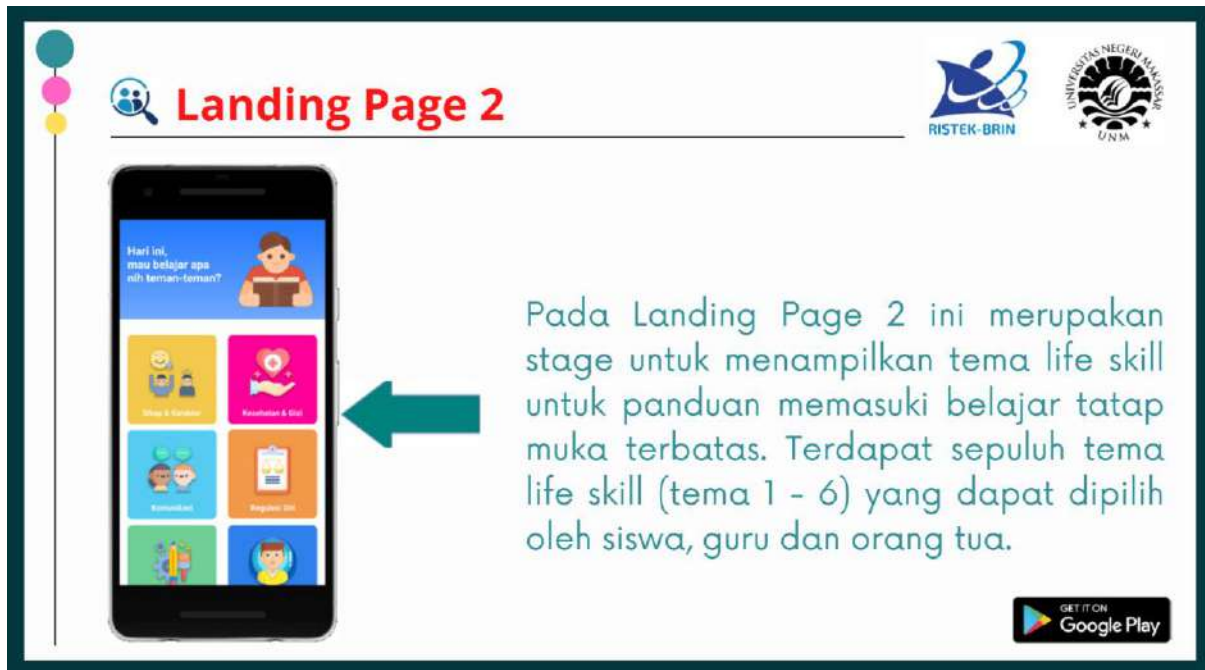 Landing Page 2
RISTEK-BRIN
UNIVERSITAS NEGERI MAKASSAR
UNM
Hari ini,
mau belajar apa
nih teman-teman?
Sikap & Karakter
Kesehatan & Gizi
Komunikasi
Regulasi Diri
Pada Landing Page 2 ini merupakan
stage untuk menampilkan tema life skill
untuk panduan memasuki belajar tatap
muka terbatas. Terdapat sepuluh tema
life skill (tema 1 - 6) yang dapat dipilih
oleh siswa, guru dan orang tua.
GET IT ON
Google Play